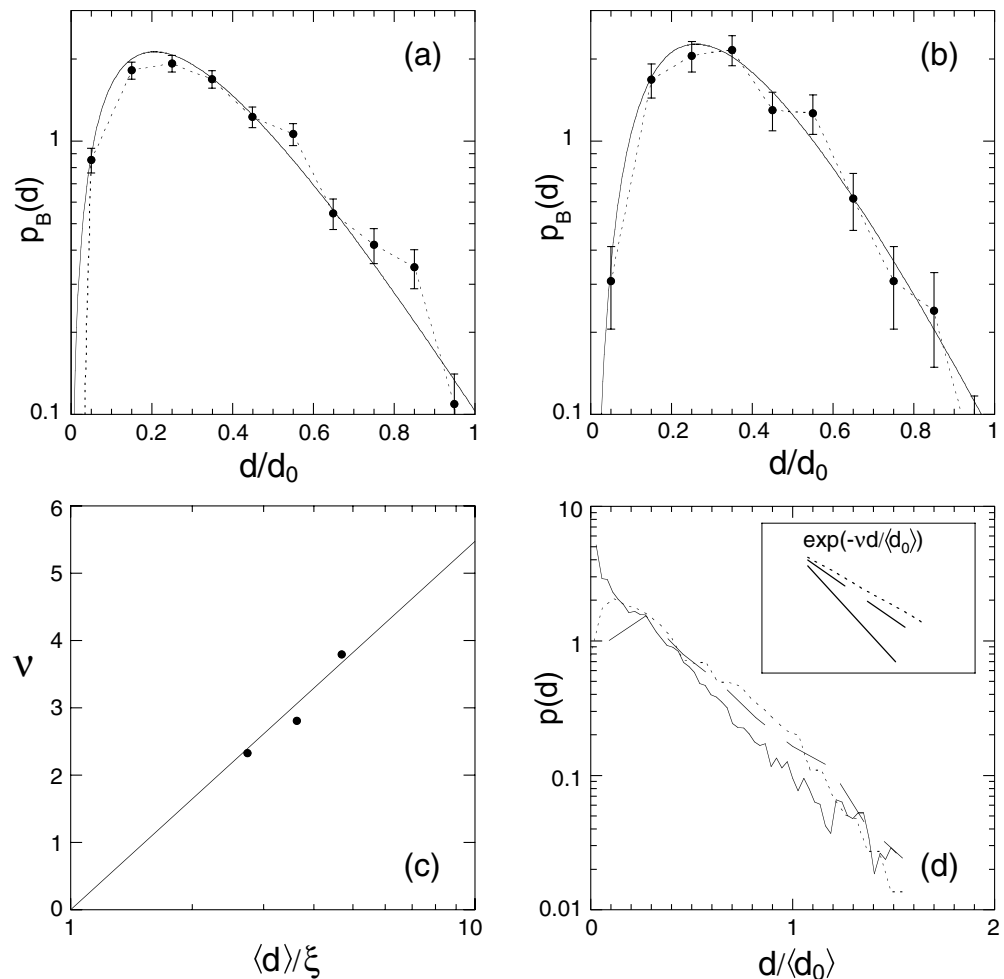 (a)
p_B(d)
1
0.1
0 0.2 0.4 0.6 0.8 1
d/d_0
(b)
p_B(d)
1
0.1
0 0.2 0.4 0.6 0.8 1
d/d_0
(c)
ν
6
5
4
3
2
1
0
1 10
⟨d⟩/ξ
(d)
p(d)
10
1
0.1
0.01
0 1 2
d/⟨d_0⟩
exp(-νd/⟨d_0⟩)